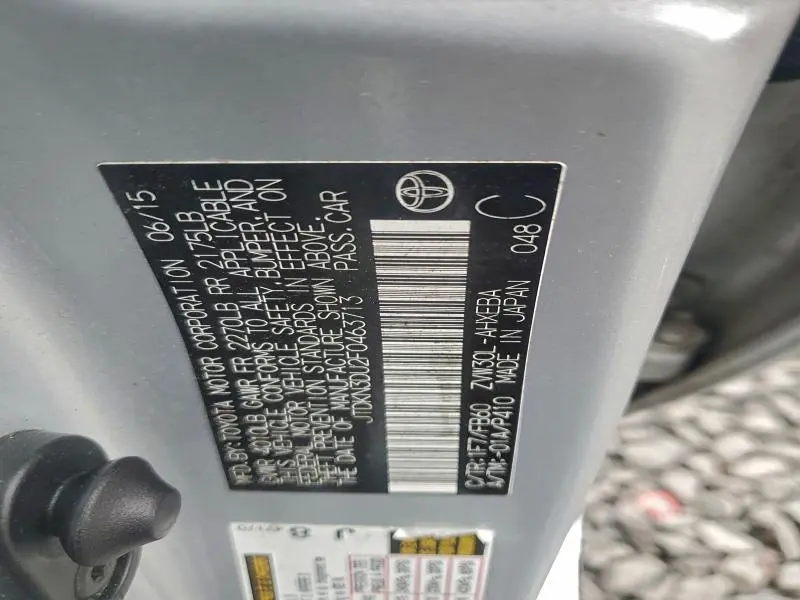 MFD.BY:TOYOTA MOTOR CORPORATION 06/15
GVWR 4010LB GAWR FR 2270LB RR 2175LB
THIS VEHICLE CONFORMS TO ALL APPLICABLE
FEDERAL MOTOR VEHICLE SAFETY, BUMPER, AND
THEFT PREVENTION STANDARDS IN EFFECT ON
THE DATE OF MANUFACTURE SHOWN ABOVE.
JTDKN3DU2F0463713 PASS.CAR
C/TR:1F7/FB60 ZVW30L-AHXEBA
A/TM:-01A/P410 MADE IN JAPAN 048 C